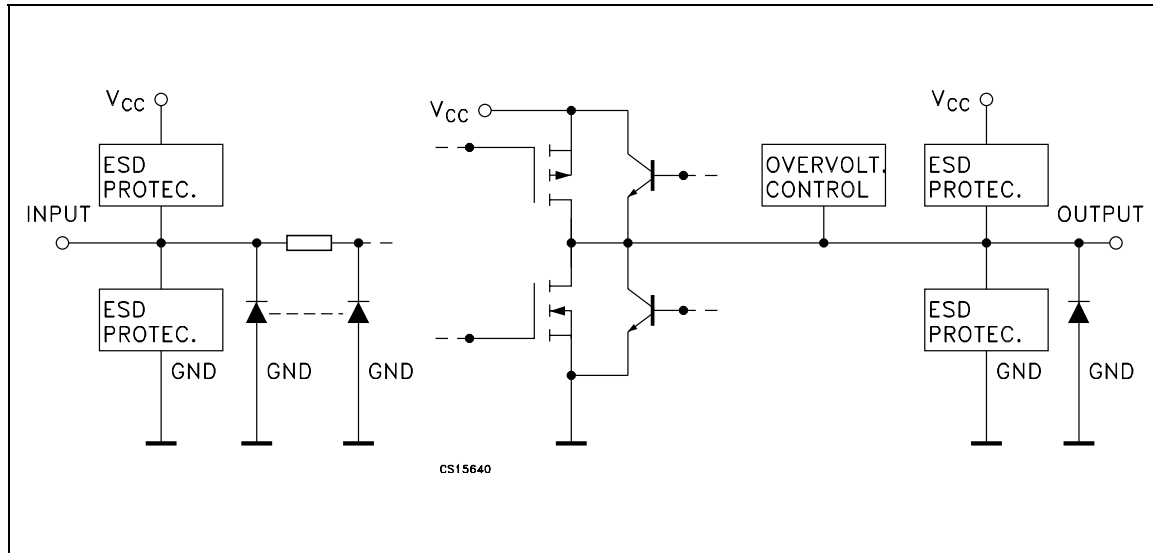 V_CC
ESD
PROTEC.
INPUT
ESD
PROTEC.
GND
GND
GND
V_CC
OVERVOLT.
CONTROL
V_CC
ESD
PROTEC.
OUTPUT
ESD
PROTEC.
GND
GND
CS15640